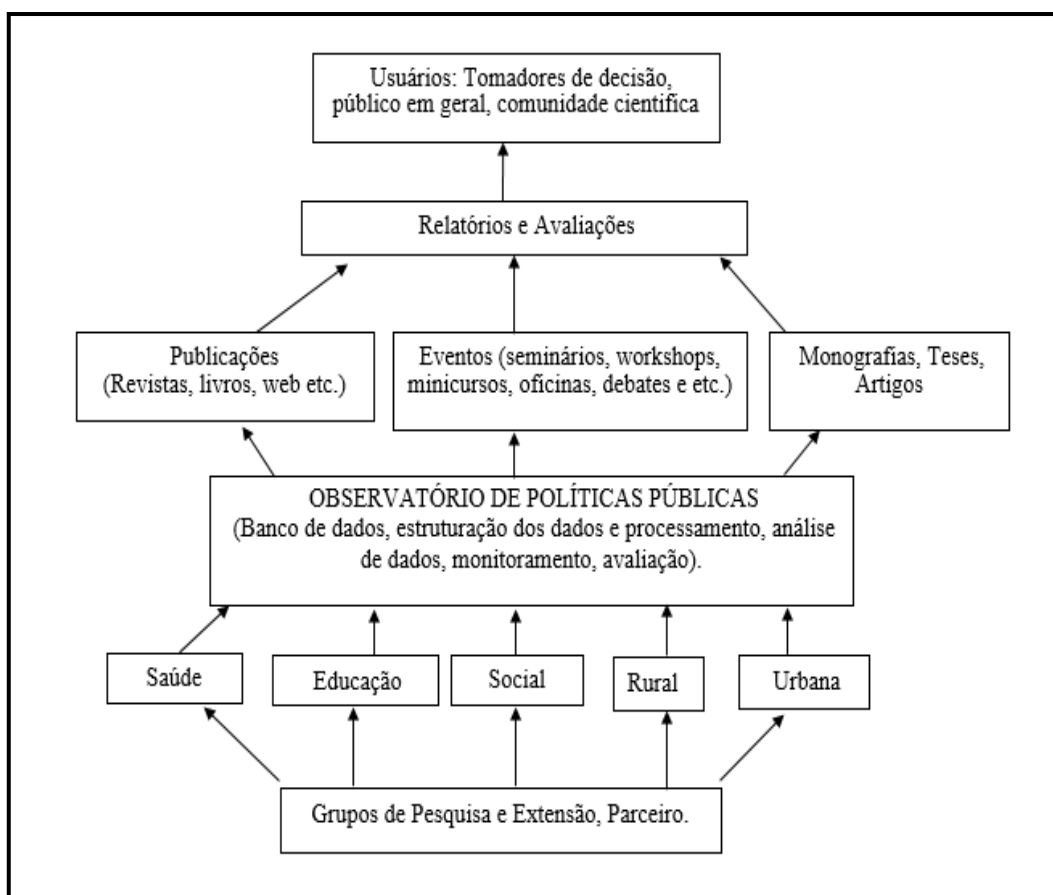 Usuários: Tomadores de decisão,
público em geral, comunidade cientifíca
Relatórios e Avaliações
Publicações
(Revistas, livros, web etc.)
Eventos (seminários, workshops,
minicursos, oficinas, debates e etc.)
Monografías, Teses,
Artigos
OBSERVATÓRIO DE POLÍTICAS PÚBLICAS
(Banco de dados, estruturação dos dados e processamento, análise
de dados, monitoramento, avaliação).
Saúde
Educação
Social
Rural
Urbana
Grupos de Pesquisa e Extensão, Parceiro.